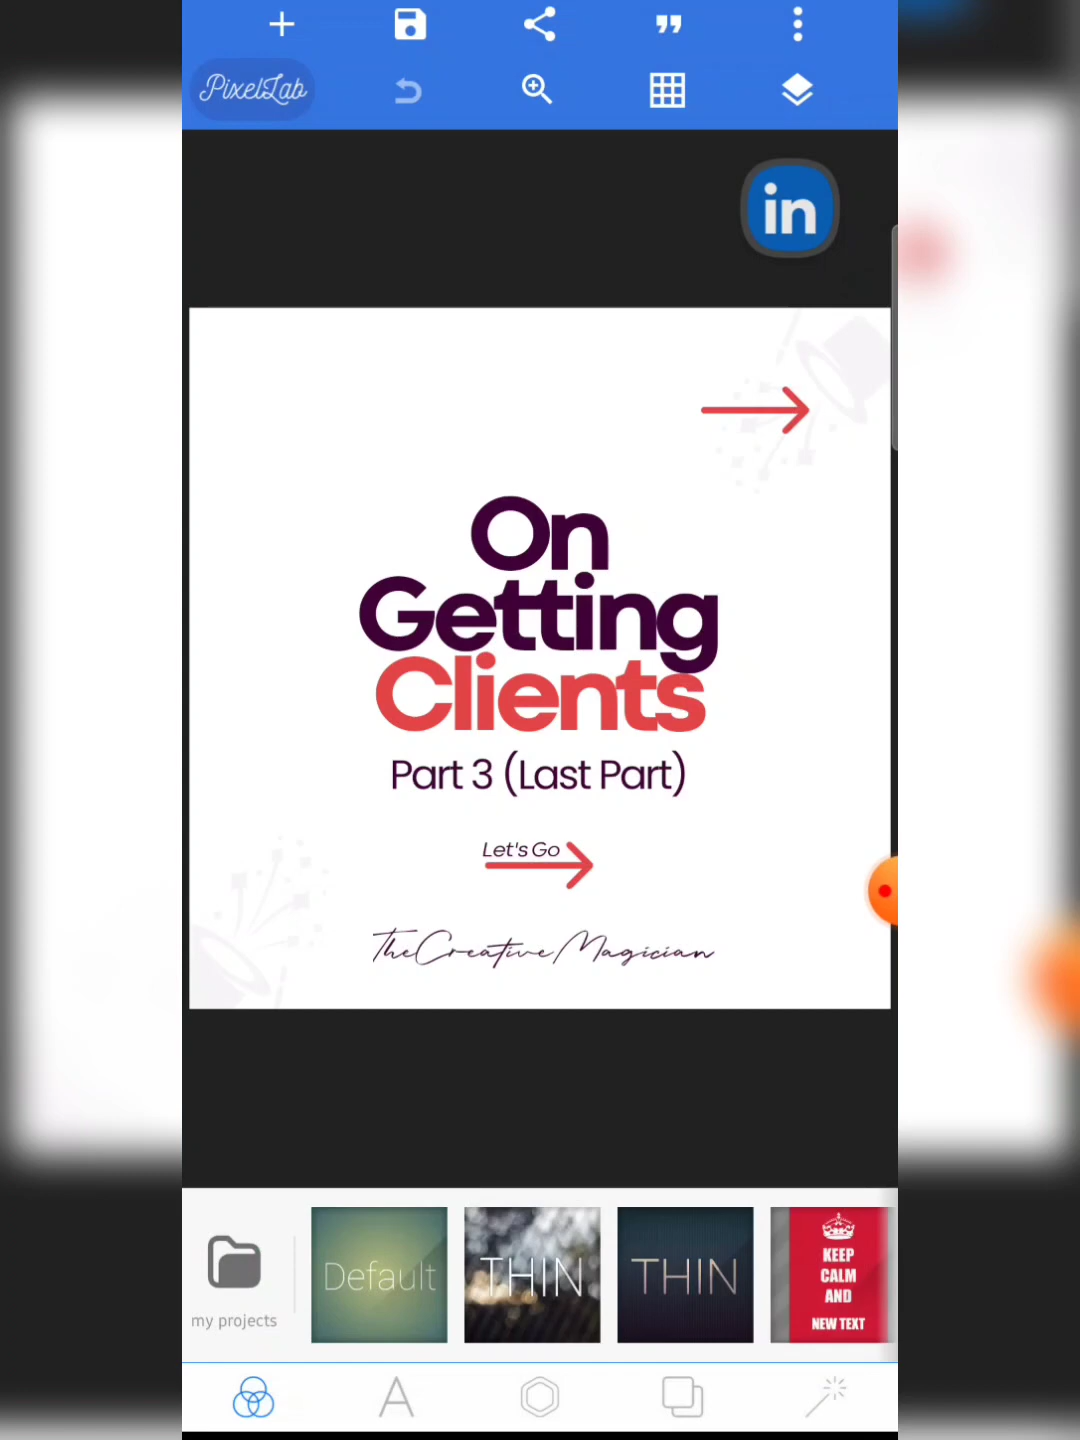 PixelLab
in
On
Getting
Clients
Part 3 (Last Part)
Let's Go
TheCreativeMagician
my projects
Default
THIN
THIN
KEEP
CALM
AND
NEW TEXT
A